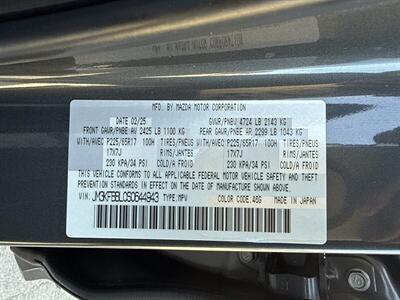 MFD. BY MAZDA MOTOR CORPORATION
DATE 02/25 GVWR/PNBV 4724 LB 2143 KG
FRONT GAWR/PNBE AV 2425 LB 1100 KG REAR GAWR/PNBE AR 2299 LB 1043 KG
WITH/AVEC P225/65R17 100H TIRES/PNEUS WITH/AVEC P225/65R17 100H TIRES/PNEUS
17X7J RIMS/JANTES 17X7J RIMS/JANTES
230 KPA/34 PSI COLD/A FROID 230 KPA/34 PSI COLD/A FROID
THIS VEHICLE CONFORMS TO ALL APPLICABLE FEDERAL MOTOR VEHICLE
SAFETY, BUMPER, AND THEFT PREVENTION STANDARDS IN EFFECT ON THE
DATE OF MANUFACTURE SHOWN ABOVE.
VIN: JM3KFBBL0S0644943 TYPE:MPV COLOR CODE:46G MADE IN JAPAN